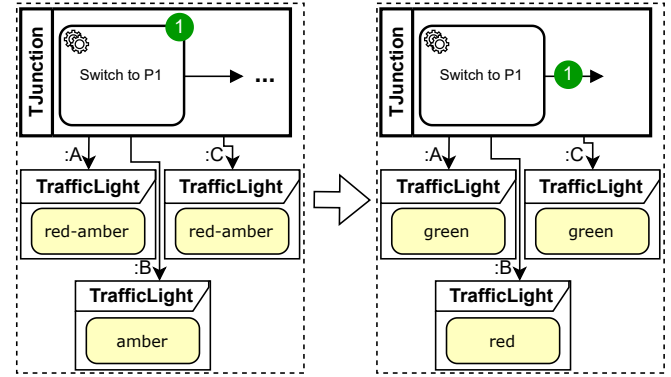 TJunction
1
Switch to P1
...
:A
:C
TrafficLight
TrafficLight
red-amber
red-amber
:B
TrafficLight
amber
TJunction
Switch to P1
1
:A
:C
TrafficLight
TrafficLight
green
green
:B
TrafficLight
red